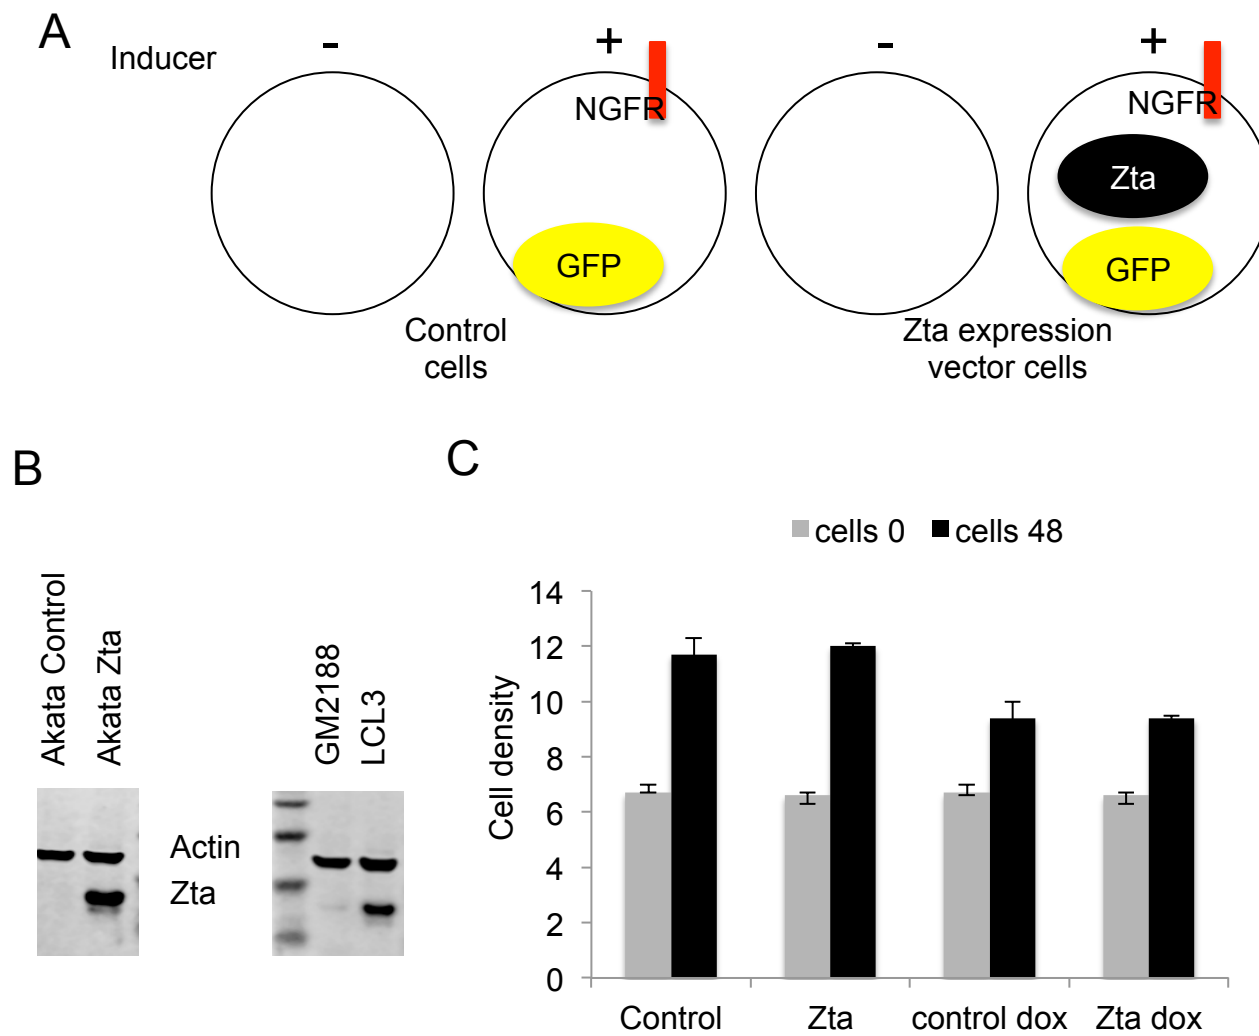 A
Inducer
-
+
-
+
NGFR
NGFR
Zta
GFP
GFP
Control
cells
Zta expression
vector cells
B
Akata Control
Akata Zta
GM2188
LCL3
Actin
Zta
C
cells 0
cells 48
Cell density
14
12
10
8
6
4
2
0
Control
Zta
control dox
Zta dox